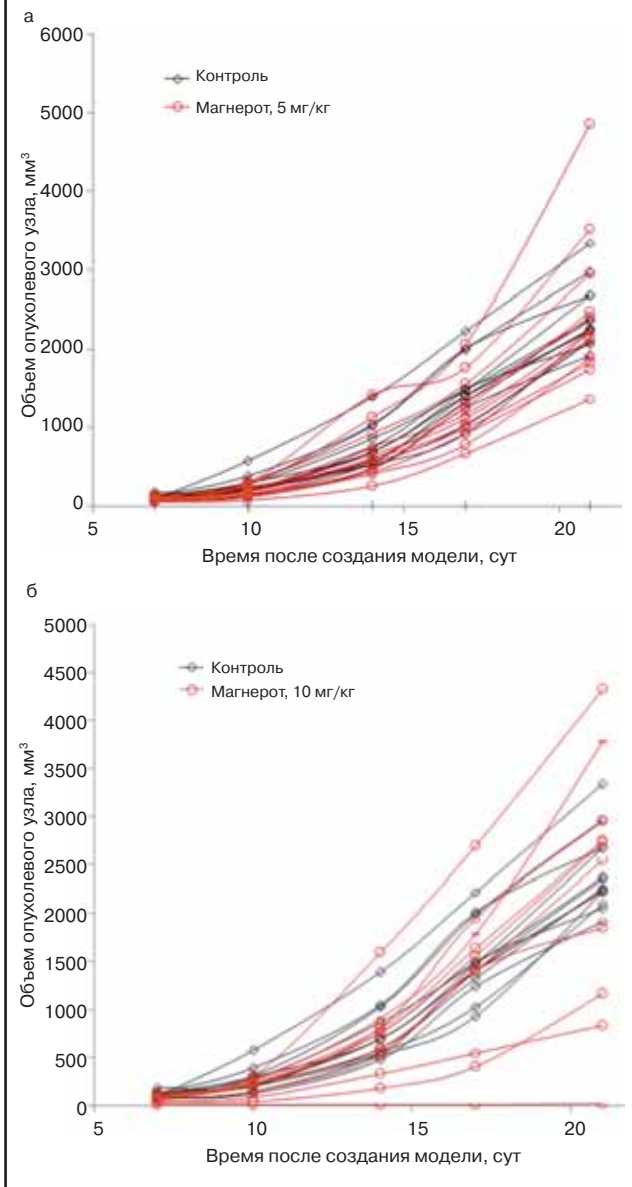 а
6000
Контроль
Магнерот, 5 мг/кг
5000
4000
3000
2000
1000
0
Объем опухолевого узла, мм³
5 10 15 20
Время после создания модели, сут
б
5000
Контроль
Магнерот, 10 мг/кг
4500
4000
3500
3000
2500
2000
1500
1000
500
0
Объем опухолевого узла, мм³
5 10 15 20
Время после создания модели, сут